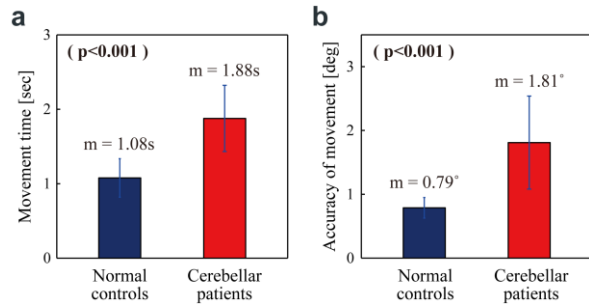 a
( p<0.001 )
Movement time [sec]
3
2
1
0
m = 1.08s
m = 1.88s
Normal
controls
Cerebellar
patients
b
( p<0.001 )
Accuracy of movement [deg]
3
2
1
0
m = 0.79°
m = 1.81°
Normal
controls
Cerebellar
patients